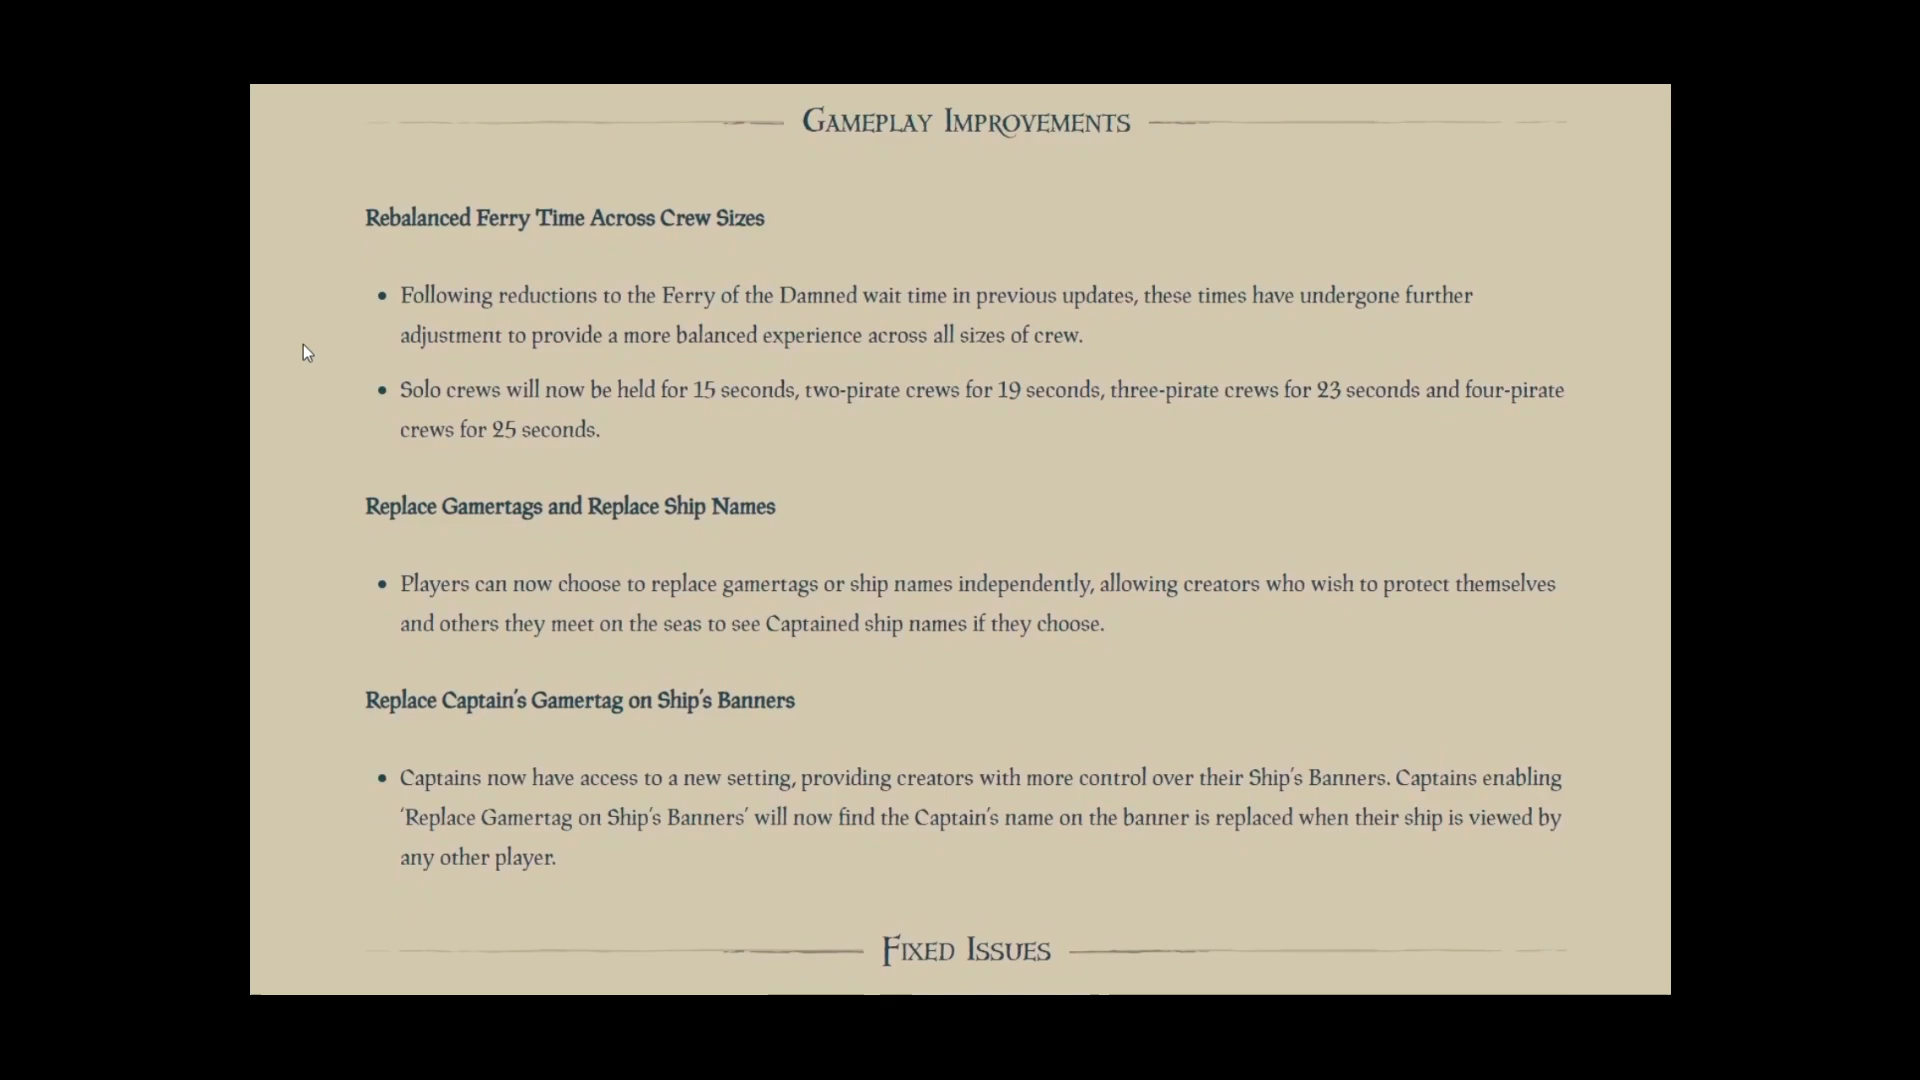 Gameplay Improvements
Rebalanced Ferry Time Across Crew Sizes
• Following reductions to the Ferry of the Damned wait time in previous updates, these times have undergone further
adjustment to provide a more balanced experience across all sizes of crew.
• Solo crews will now be held for 15 seconds, two-pirate crews for 19 seconds, three-pirate crews for 23 seconds and four-pirate
crews for 25 seconds.
Replace Gamertags and Replace Ship Names
• Players can now choose to replace gamertags or ship names independently, allowing creators who wish to protect themselves
and others they meet on the seas to see Captained ship names if they choose.
Replace Captain's Gamertag on Ship's Banners
• Captains now have access to a new setting, providing creators with more control over their Ship's Banners. Captains enabling
'Replace Gamertag on Ship's Banners' will now find the Captain's name on the banner is replaced when their ship is viewed by
any other player.
Fixed Issues